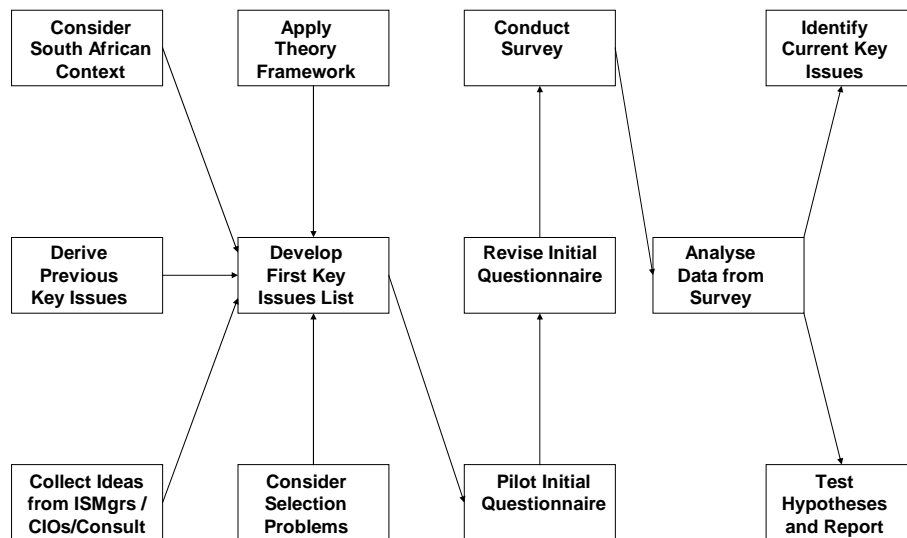 Consider
South African
Context
Apply
Theory
Framework
Conduct
Survey
Identify
Current Key
Issues
Derive
Previous
Key Issues
Develop
First Key
Issues List
Revise Initial
Questionnaire
Analyse
Data from
Survey
Collect Ideas
from ISMgrs /
CIOs/Consult
Consider
Selection
Problems
Pilot Initial
Questionnaire
Test
Hypotheses
and Report